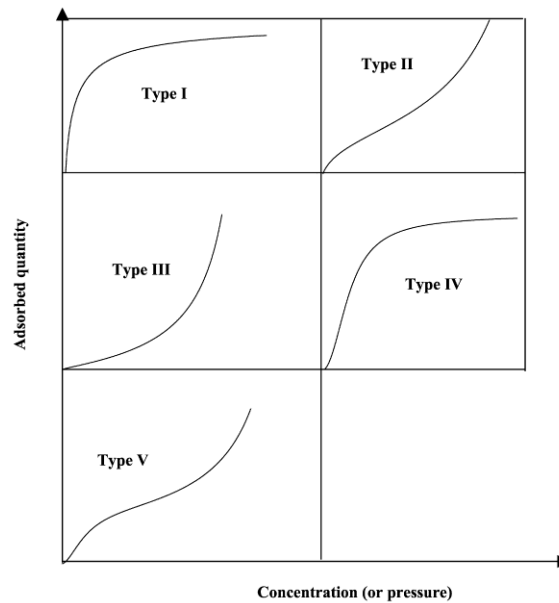 Type I
Type II
Type III
Type IV
Type V
Adsorbed quantity
Concentration (or pressure)